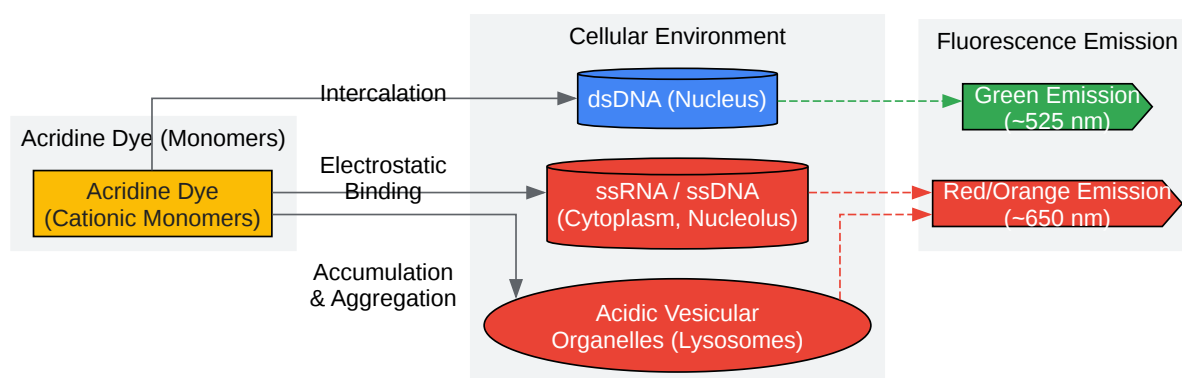 Acridine Dye (Monomers)
Acridine Dye
(Cationic Monomers)
Intercalation
Electrostatic
Binding
Accumulation
& Aggregation
Cellular Environment
dsDNA (Nucleus)
ssRNA / ssDNA
(Cytoplasm, Nucleolus)
Acidic Vesicular
Organelles (Lysosomes)
Fluorescence Emission
Green Emission
(~525 nm)
Red/Orange Emission
(~650 nm)